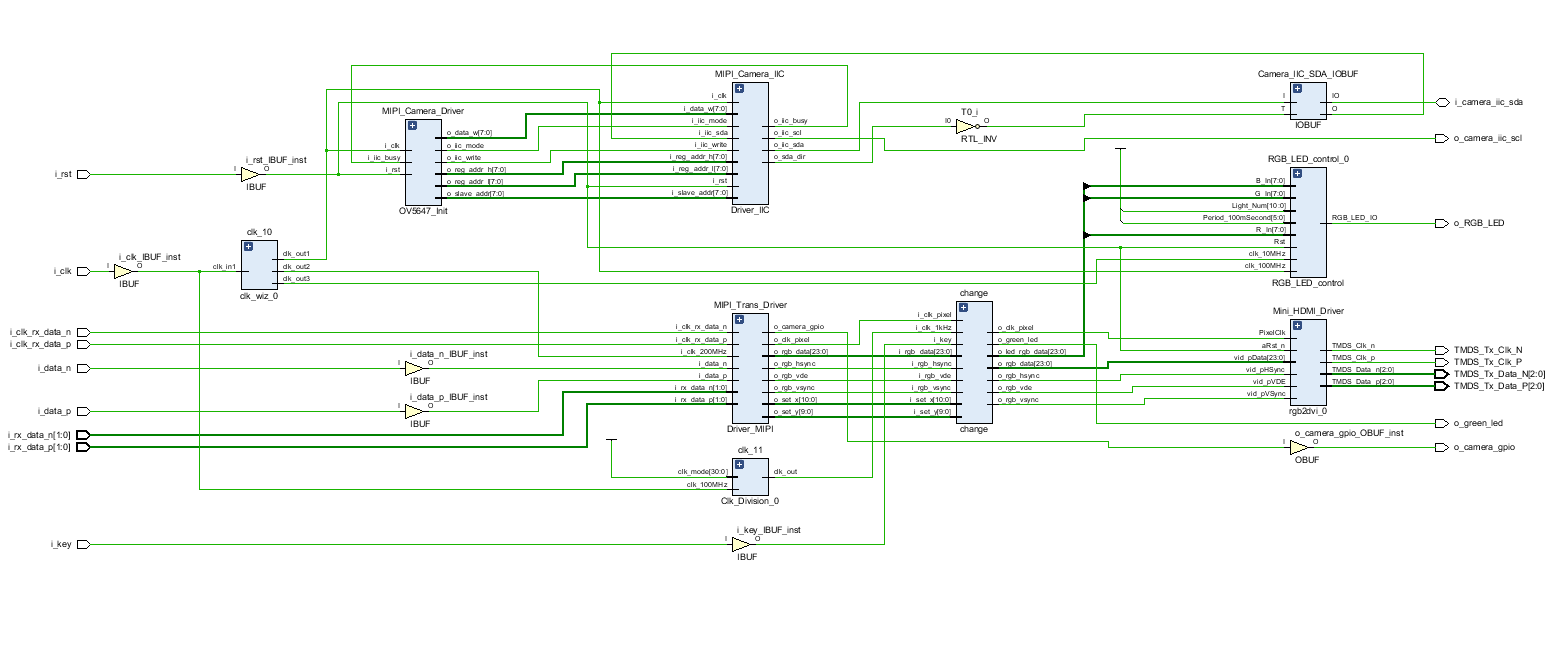 MIPI_Camera_IIC
i_clk
i_data_w[7:0]
i_iic_mode
i_iic_sda
i_iic_write
i_reg_addr_h[7:0]
i_reg_addr_l[7:0]
i_rst
i_slave_addr[7:0]
o_iic_busy
o_iic_scl
o_iic_sda
o_sda_dir
Driver_IIC
Camera_IIC_SDA_IOBUF
I
T
IO
O
IOBUF
i_camera_iic_sda
o_camera_iic_scl
MIPI_Camera_Driver
i_clk
i_iic_busy
i_rst
o_data_w[7:0]
o_iic_mode
o_iic_write
o_reg_addr_h[7:0]
o_reg_addr_l[7:0]
o_slave_addr[7:0]
OV5647_Init
T0_i
I0
O
RTL_INV
i_rst
i_rst_IBUF_inst
I
O
IBUF
RGB_LED_control_0
B_In[7:0]
G_In[7:0]
Light_Num[10:0]
Period_100mSecond[5:0]
R_In[7:0]
Rst
clk_10MHz
clk_100MHz
RGB_LED_IO
RGB_LED_control
o_RGB_LED
clk_10
clk_in1
clk_out1
clk_out2
clk_out3
clk_wiz_0
i_clk
i_clk_IBUF_inst
I
O
IBUF
MIPI_Trans_Driver
i_clk_rx_data_n
i_clk_rx_data_p
i_clk_200MHz
i_data_n
i_data_p
i_rx_data_n[1:0]
i_rx_data_p[1:0]
o_camera_gpio
o_clk_pixel
o_rgb_data[23:0]
o_rgb_hsync
o_rgb_vde
o_rgb_vsync
o_set_x[10:0]
o_set_y[9:0]
Driver_MIPI
change
i_clk_pixel
i_clk_1kHz
i_key
i_rgb_data[23:0]
i_rgb_hsync
i_rgb_vde
i_rgb_vsync
i_set_x[10:0]
i_set_y[9:0]
o_clk_pixel
o_green_led
o_led_rgb_data[23:0]
o_rgb_data[23:0]
o_rgb_hsync
o_rgb_vde
o_rgb_vsync
change
Mini_HDMI_Driver
PixelClk
aRst_n
vid_pData[23:0]
vid_pHSync
vid_pVDE
vid_pVSync
TMDS_Clk_n
TMDS_Clk_p
TMDS_Data_n[2:0]
TMDS_Data_p[2:0]
rgb2dvi_0
TMDS_Tx_Clk_N
TMDS_Tx_Clk_P
TMDS_Tx_Data_N[2:0]
TMDS_Tx_Data_P[2:0]
i_clk_rx_data_n
i_clk_rx_data_p
i_data_n
i_data_n_IBUF_inst
I
O
IBUF
i_data_p
i_data_p_IBUF_inst
I
O
IBUF
i_rx_data_n[1:0]
i_rx_data_p[1:0]
o_green_led
o_camera_gpio_OBUF_inst
I
O
OBUF
o_camera_gpio
clk_11
clk_mode[30:0]
clk_100MHz
clk_out
Clk_Division_0
i_key
i_key_IBUF_inst
I
O
IBUF